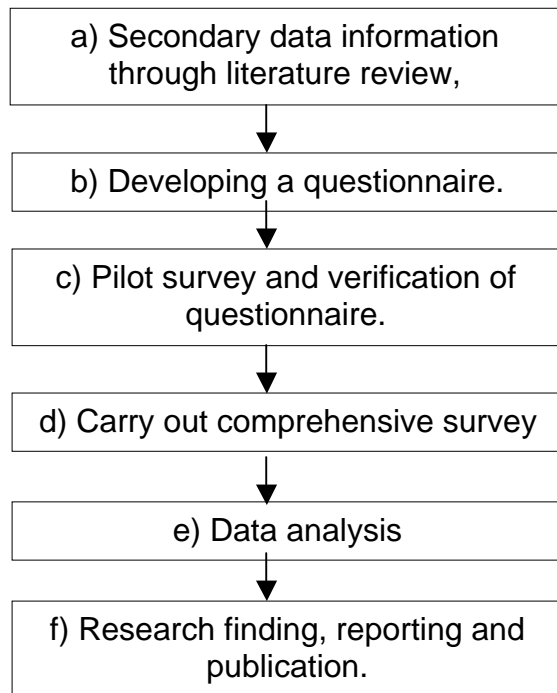 a) Secondary data information
through literature review,
b) Developing a questionnaire.
c) Pilot survey and verification of
questionnaire.
d) Carry out comprehensive survey
e) Data analysis
f) Research finding, reporting and
publication.